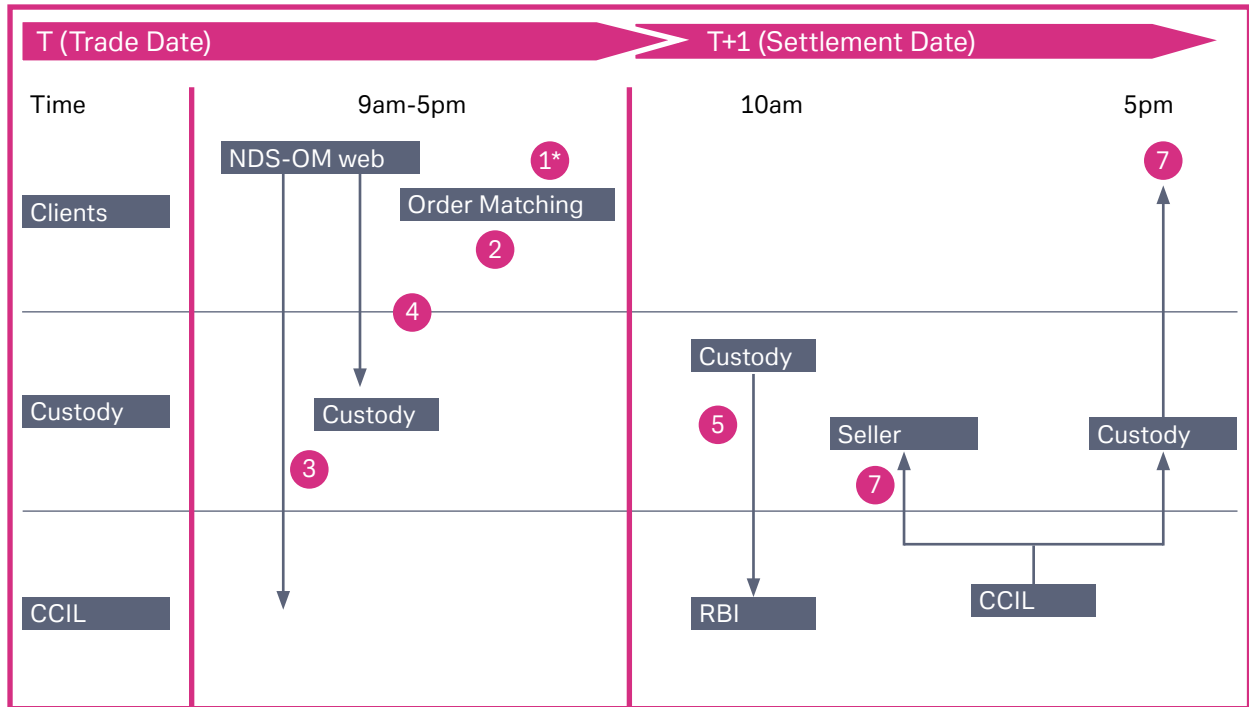 T (Trade Date)
T+1 (Settlement Date)
Time
9am-5pm
10am
5pm
NDS-OM web
1*
7
Clients
Order Matching
2
4
Custody
Custody
Custody
5
Seller
Custody
3
7
CCIL
RBI
CCIL